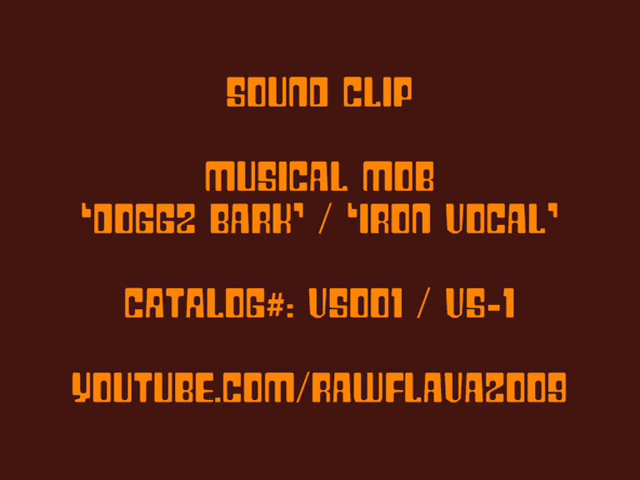 SOUND CLIP
MUSICAL MOB
'DOGGZ BARK' / 'IRON VOCAL'
CATALOG#: VS001 / VS-1
YOUTUBE.COM/RAWFLAVA2009